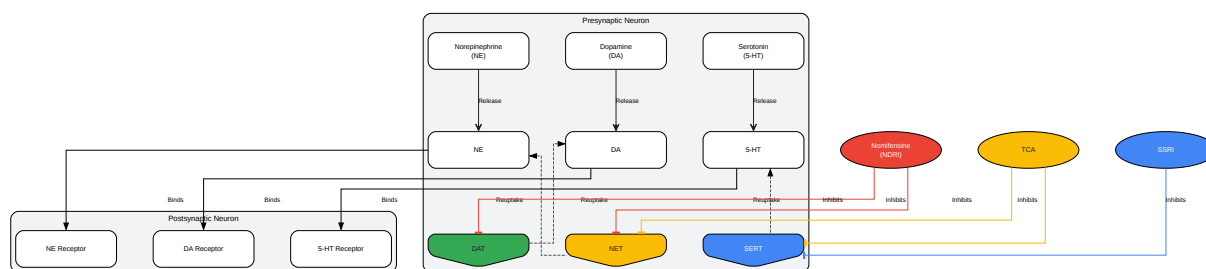 Presynaptic Neuron
Norepinephrine
(NE)
Dopamine
(DA)
Serotonin
(5-HT)
Release
Release
Release
NE
DA
5-HT
Nomifensine
(NDRI)
TCA
SSRI
Binds
Binds
Binds
Reuptake
Reuptake
Reuptake
Inhibits
Inhibits
Inhibits
Inhibits
Inhibits
Postsynaptic Neuron
NE Receptor
DA Receptor
5-HT Receptor
DAT
NET
SERT